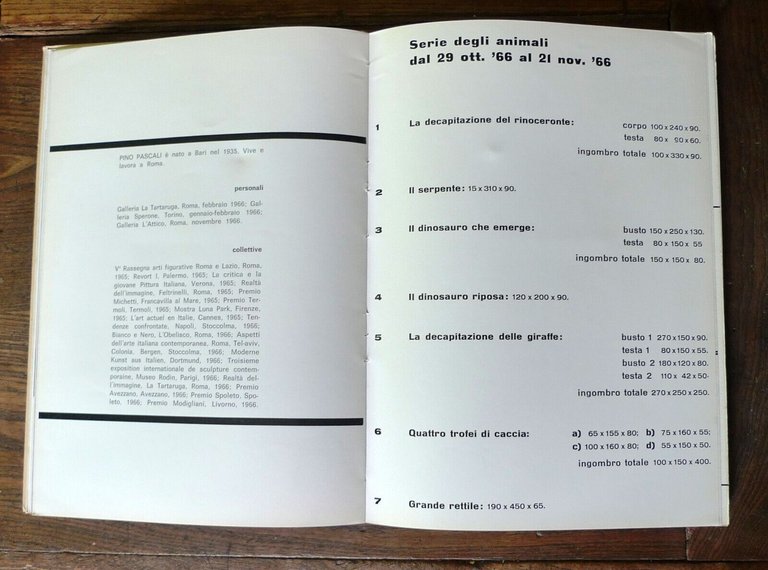 PINO PASCALI è nato a Bari nel 1935. Vive e
lavora a Roma.
personali
Galleria La Tartaruga, Roma, febbraio 1966; Gal-
leria Sperone, Torino, gennaio-febbraio 1966;
Galleria L'Attico, Roma, novembre 1966.
collettive
Vª Rassegna arti figurative Roma e Lazio, Roma,
1965; Revort I, Palermo, 1965; La critica e la
giovane Pittura Italiana, Verona, 1965; Realtà
dell'immagine, Feltrinelli, Roma, 1965; Premio
Michetti, Francavilla al Mare, 1965; Premio Ter-
moli, Termoli, 1965; Mostra Luna Park, Firenze,
1965; L'art actuel en Italie, Cannes, 1965; Ten-
denze confrontate, Napoli, Stoccolma, 1966;
Bianco e Nero, L'Obelisco, Roma, 1966; Aspetti
dell'arte italiana contemporanea. Roma, Tel-aviv,
Colonia, Bergen, Stoccolma, 1966; Moderne
Kunst aus Italien, Dortmund, 1966; Troisieme
exposition internationale de sculpture contem-
poraine, Museo Rodin, Parigi, 1966; Realtà del-
l'immagine, La Tartaruga, Roma, 1966; Premio
Avezzano, Avezzano, 1966; Premio Spoleto, Spo-
leto, 1966; Premio Modigliani, Livorno, 1966.
Serie degli animali
dal 29 ott. '66 al 21 nov. '66
1 La decapitazione del rinoceronte: corpo 100 x 240 x 90.
testa 80 x 90 x 60.
ingombro totale 100 x 330 x 90.
2 Il serpente: 15 x 310 x 90.
3 Il dinosauro che emerge: busto 150 x 250 x 130.
testa 80 x 150 x 55
ingombro totale 150 x 150 x 80.
4 Il dinosauro riposa: 120 x 200 x 90.
5 La decapitazione delle giraffe: busto 1 270 x 150 x 90.
testa 1 80 x 150 x 55.
busto 2 180 x 120 x 80.
testa 2 110 x 42 x 50.
ingombro totale 270 x 250 x 250.
6 Quattro trofei di caccia: a) 65 x 155 x 80; b) 75 x 160 x 55;
c) 100 x 160 x 80; d) 55 x 150 x 50.
ingombro totale 100 x 150 x 400.
7 Grande rettile: 190 x 450 x 65.